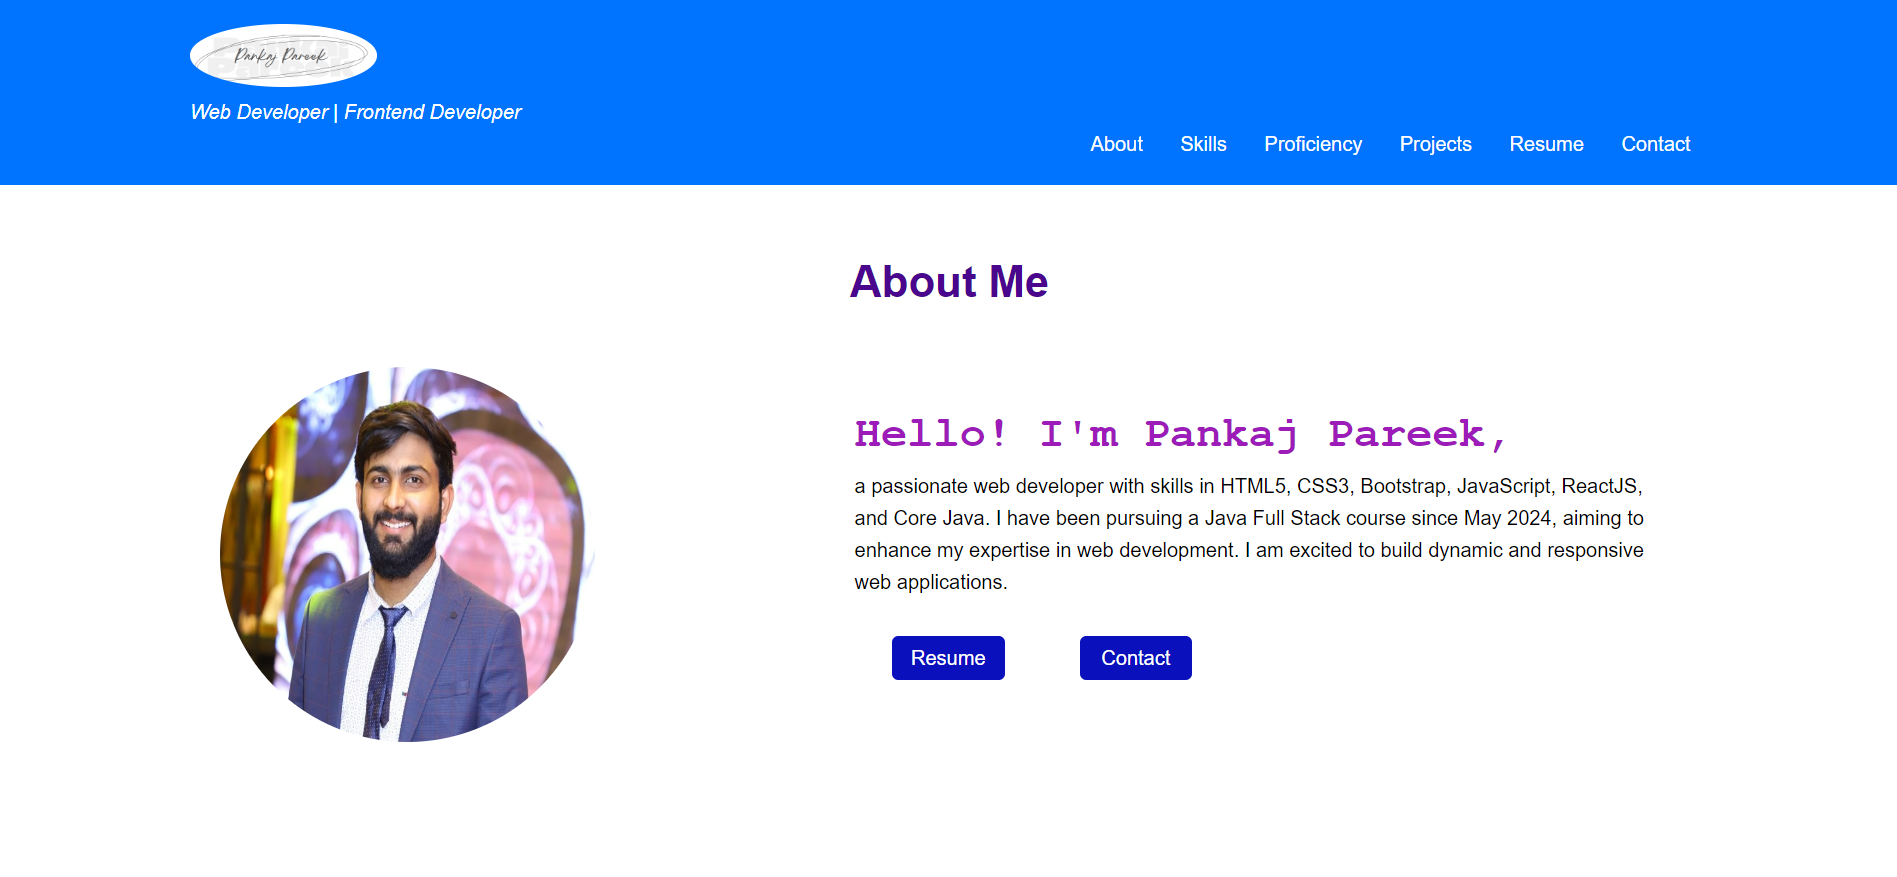 Pankaj Pareek
Web Developer | Frontend Developer
About Skills Proficiency Projects Resume Contact
About Me
Hello! I'm Pankaj Pareek,
a passionate web developer with skills in HTML5, CSS3, Bootstrap, JavaScript, ReactJS,
and Core Java. I have been pursuing a Java Full Stack course since May 2024, aiming to
enhance my expertise in web development. I am excited to build dynamic and responsive
web applications.
Resume Contact